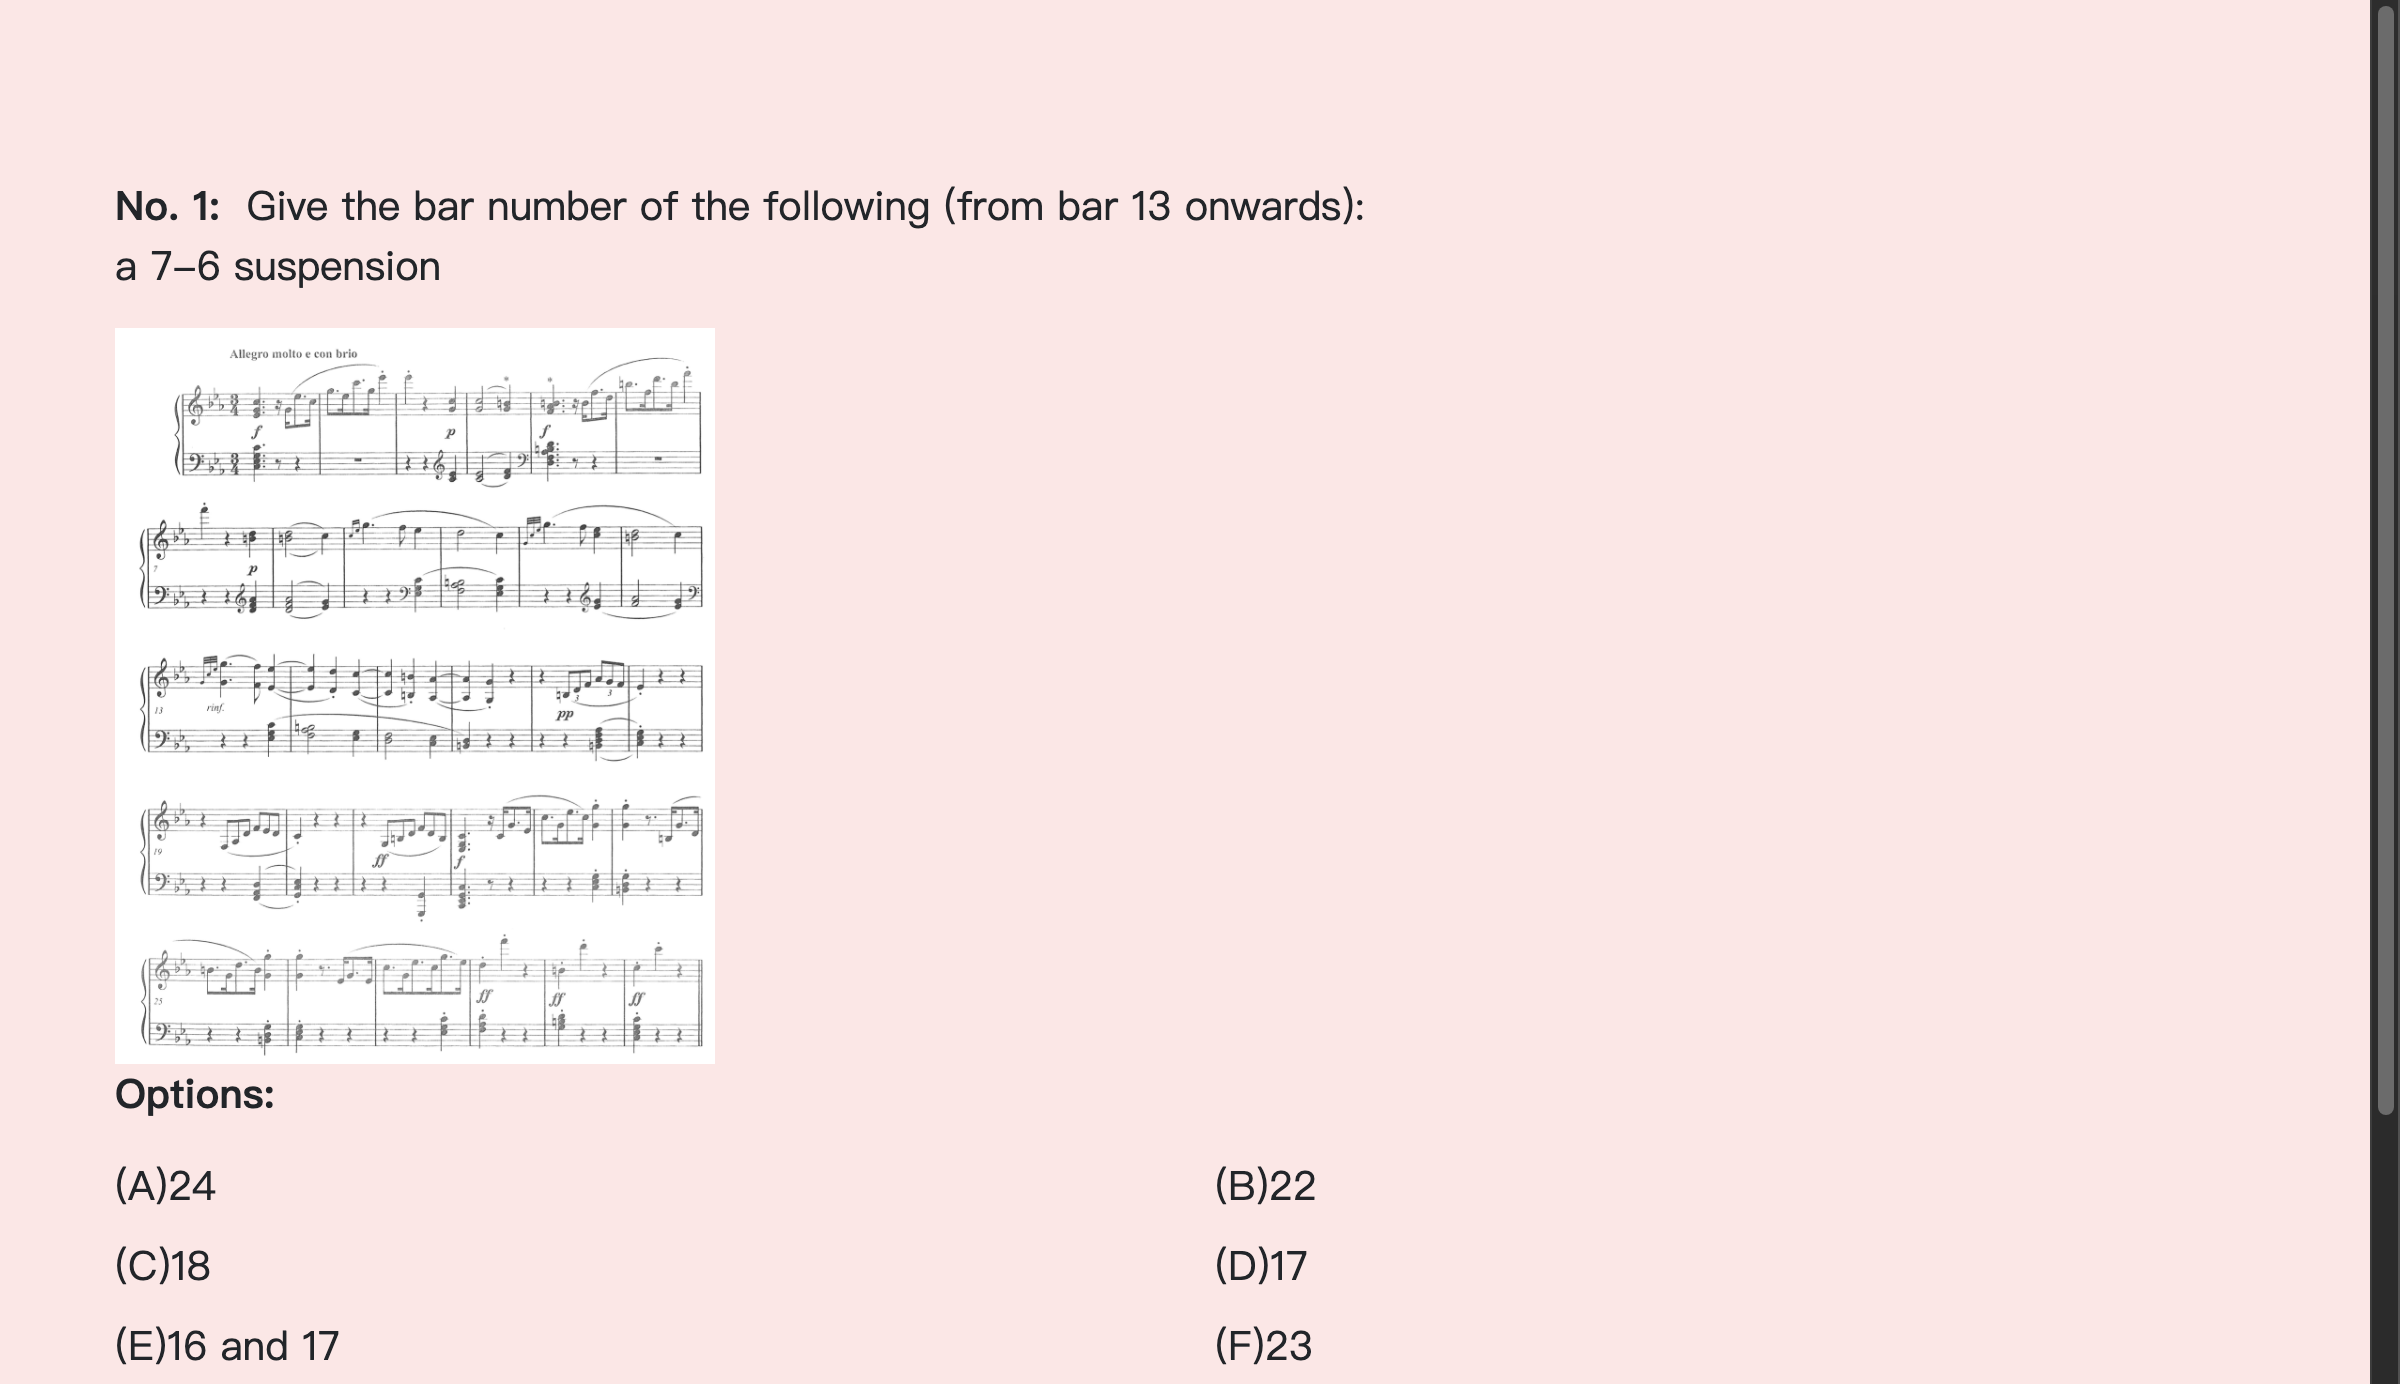 No. 1: Give the bar number of the following (from bar 13 onwards):
a 7–6 suspension
Allegro molto e con brio
f
p
f
7
p
13
rinf.
3
3
pp
19
ff
f
25
ff
ff
ff
Options:
(A)24
(B)22
(C)18
(D)17
(E)16 and 17
(F)23